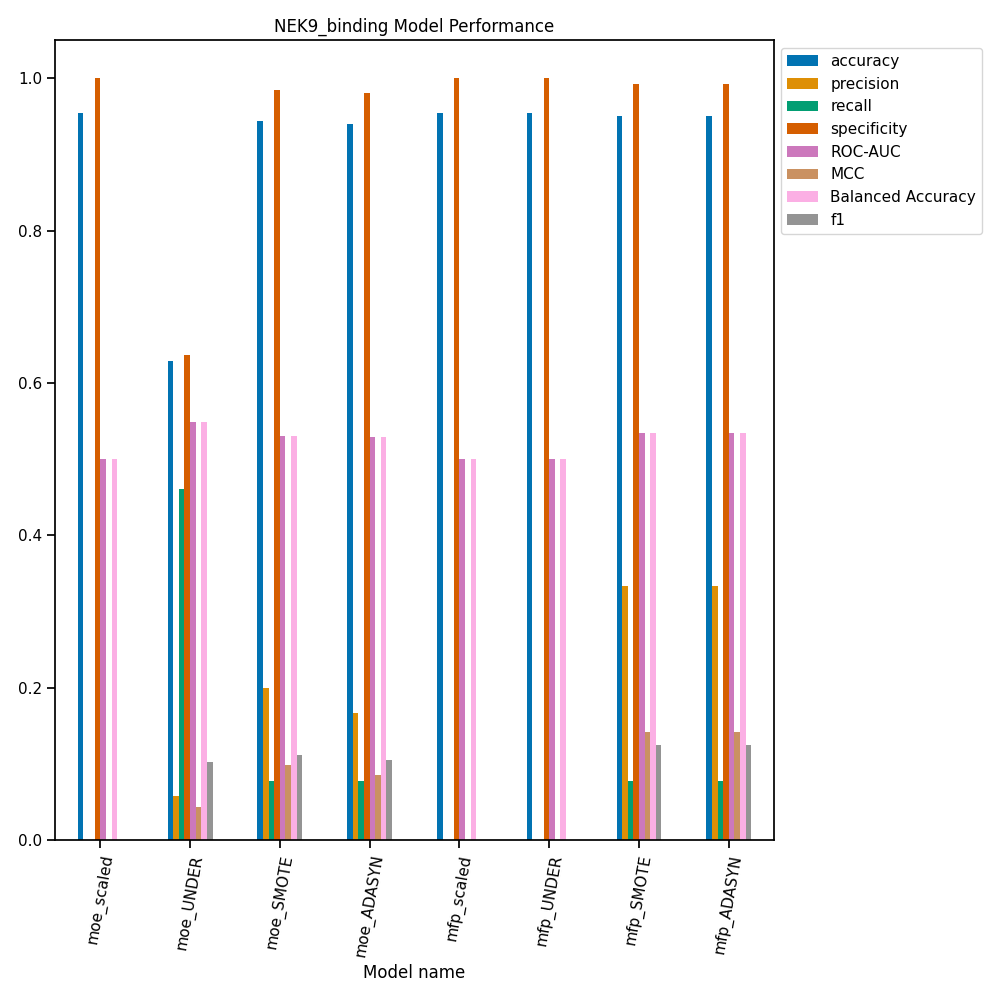 NEK9_binding Model Performance
1.0
0.8
0.6
0.4
0.2
0.0
accuracy
precision
recall
specificity
ROC-AUC
MCC
Balanced Accuracy
f1
moe_scaled
moe_UNDER
moe_SMOTE
moe_ADASYN
mfp_scaled
mfp_UNDER
mfp_SMOTE
mfp_ADASYN
Model name